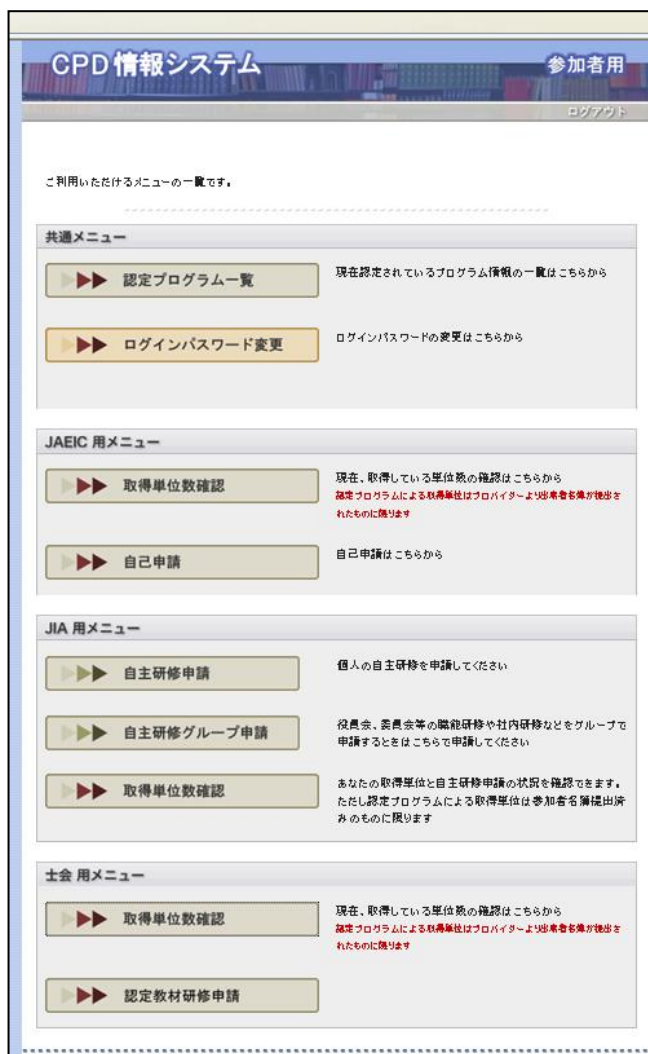 CPD情報システム
参加者用
ログアウト
ご利用いただけるメニューの一覧です。
共通メニュー
認定プログラム一覧
現在認定されているプログラム情報の一覧はこちらから
ログインパスワード変更
ログインパスワードの変更はこちらから
JAEIC 用メニュー
取得単位数確認
現在、取得している単位数の確認はこちらから
認定プログラムによる取得単位はプロバイダーより出席者名簿が提出さ
れたものに限ります
自己申請
自己申請はこちらから
JIA 用メニュー
自主研修申請
個人の自主研修を申請してください
自主研修グループ申請
役員会、委員会等の職能研修や社内研修などをグループで
申請するときはこちらで申請してください
取得単位数確認
あなたの取得単位と自主研修申請の状況を確認できます。
ただし認定プログラムによる取得単位は参加者名簿提出済
みのものに限ります
士会 用メニュー
取得単位数確認
現在、取得している単位数の確認はこちらから
認定プログラムによる取得単位はプロバイダーより出席者名簿が提出さ
れたものに限ります
認定教材研修申請